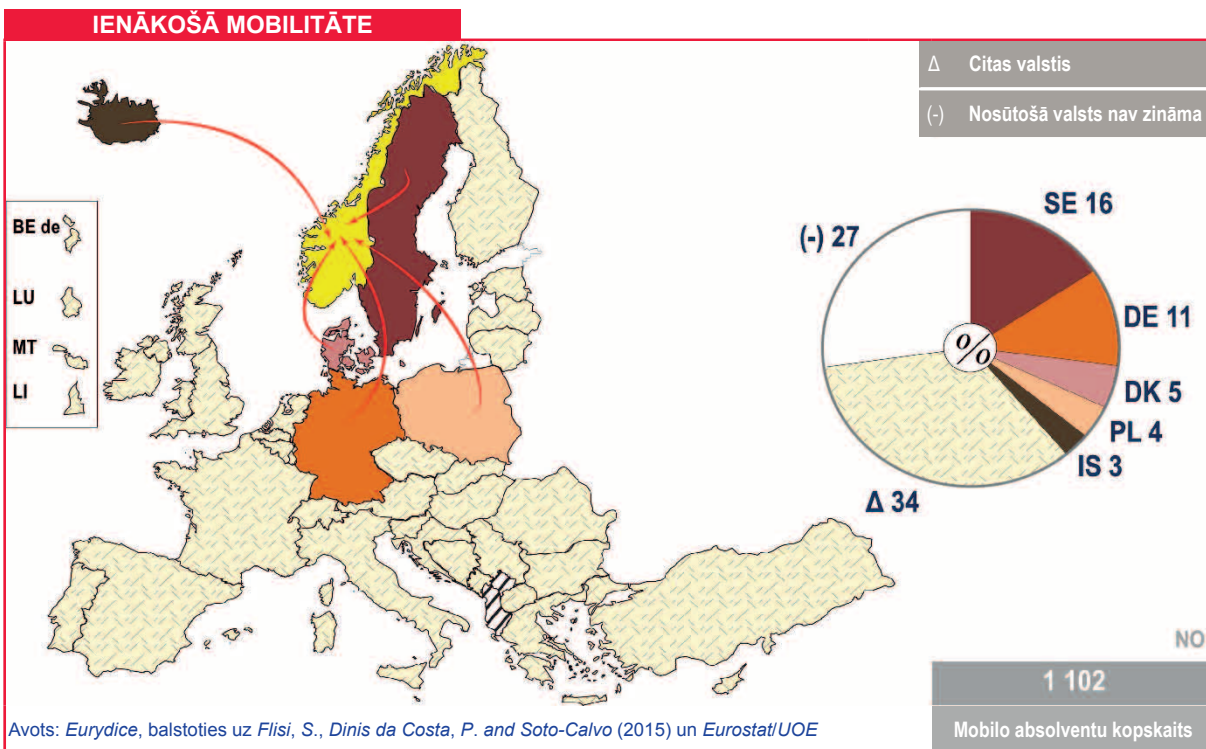 IENĀKOŠĀ MOBILITĀTE
Δ Citas valstis
(-) Nosūtošā valsts nav zināma
BE de
LU
MT
LI
(-) 27
SE 16
DE 11
DK 5
PL 4
IS 3
Δ 34
%
NO
1 102
Mobilo absolventu kopskaits
Avots: Eurydice, balstoties uz Flisi, S., Dinis da Costa, P. and Soto-Calvo (2015) un Eurostat/UOE